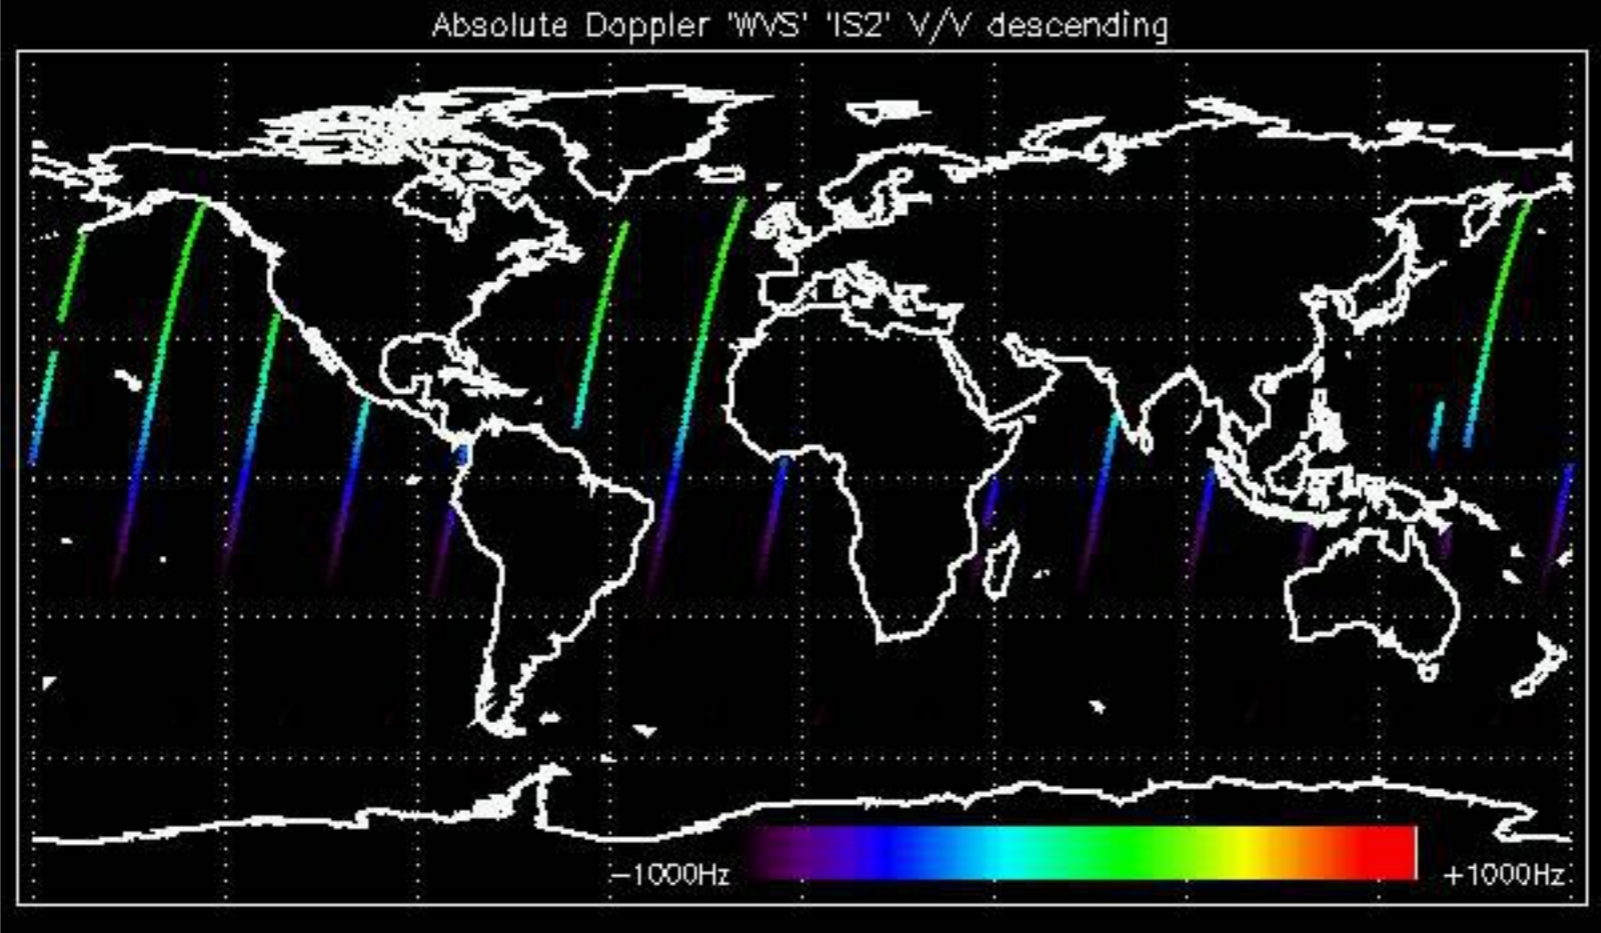 Absolute Doppler 'WVS' 'IS2' V/V descending
−1000Hz
+1000Hz